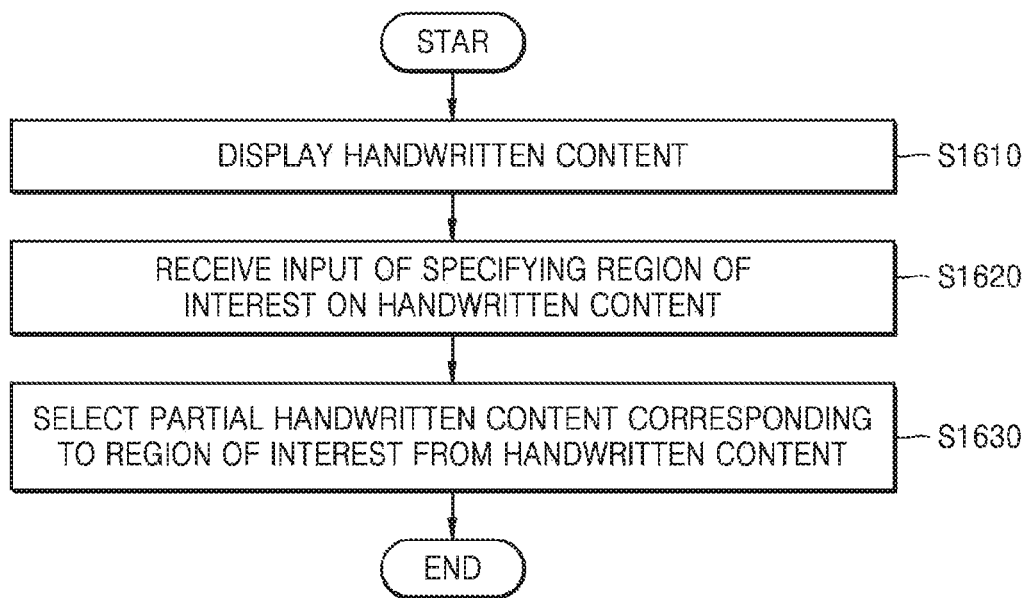 STAR
DISPLAY HANDWRITTEN CONTENT
S1610
RECEIVE INPUT OF SPECIFYING REGION OF
INTEREST ON HANDWRITTEN CONTENT
S1620
SELECT PARTIAL HANDWRITTEN CONTENT CORRESPONDING
TO REGION OF INTEREST FROM HANDWRITTEN CONTENT
S1630
END